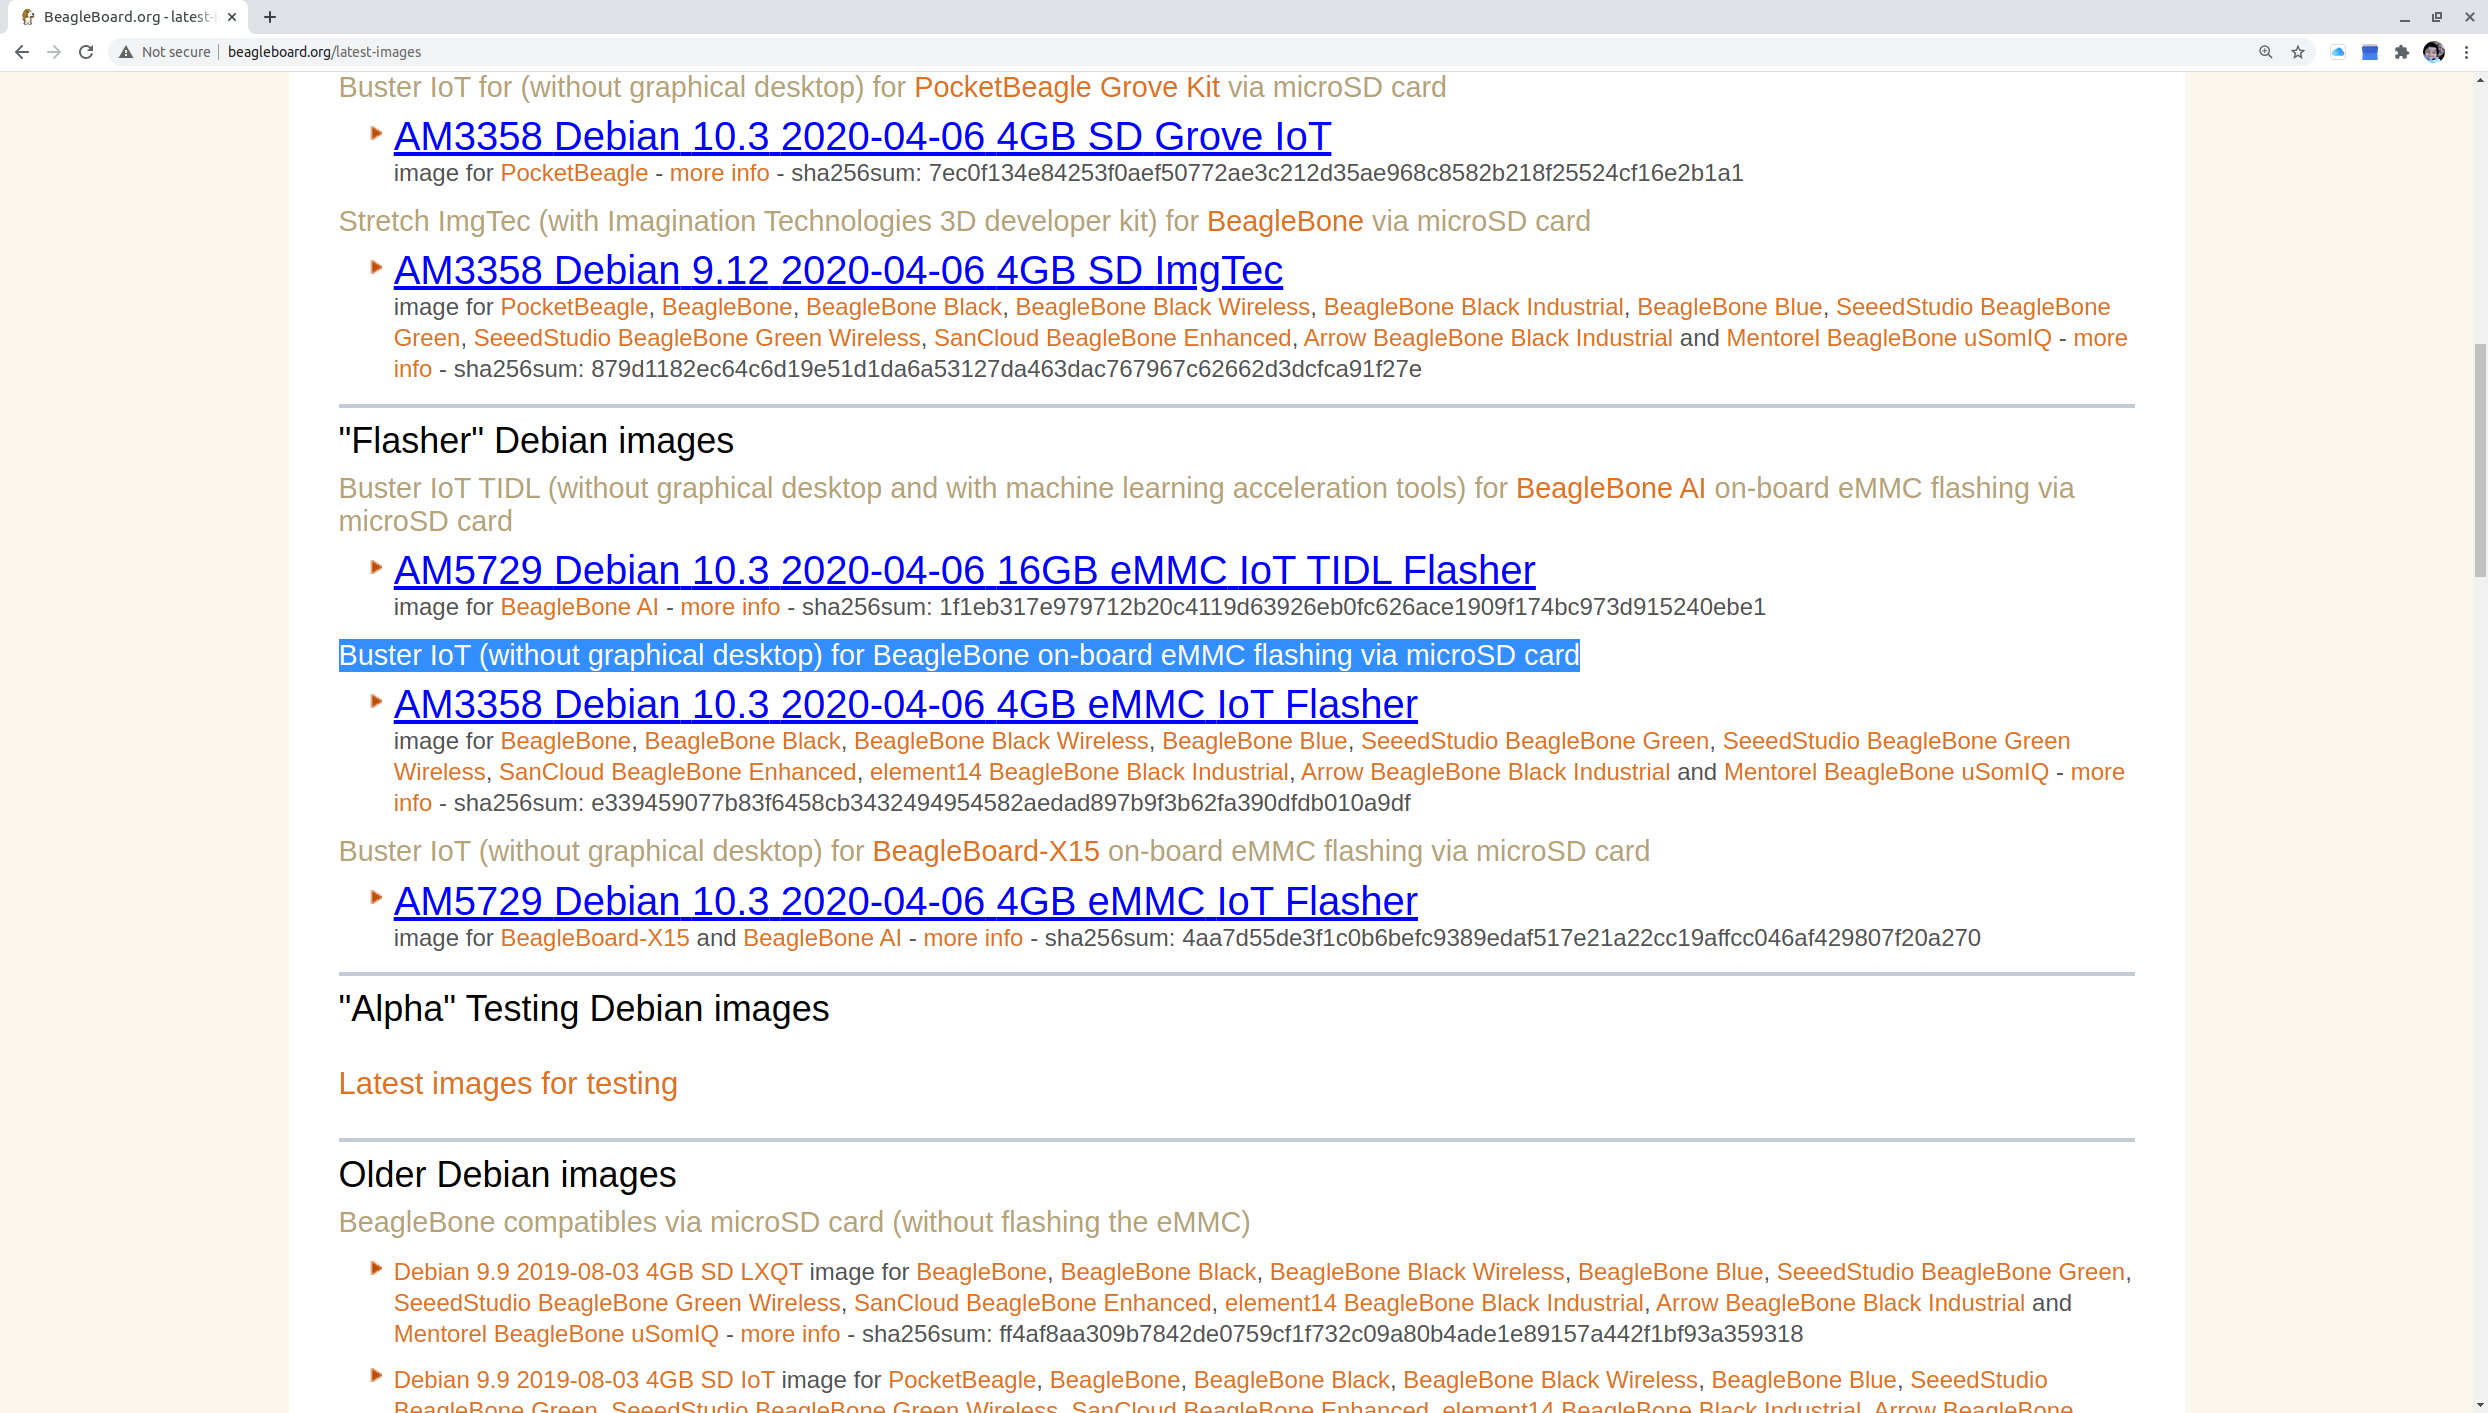 BeagleBoard.org - latest-i
Not secure | beagleboard.org/latest-images
Buster IoT for (without graphical desktop) for PocketBeagle Grove Kit via microSD card
AM3358 Debian 10.3 2020-04-06 4GB SD Grove IoT
image for PocketBeagle - more info - sha256sum: 7ec0f134e84253f0aef50772ae3c212d35ae968c8582b218f25524cf16e2b1a1
Stretch ImgTec (with Imagination Technologies 3D developer kit) for BeagleBone via microSD card
AM3358 Debian 9.12 2020-04-06 4GB SD ImgTec
image for PocketBeagle, BeagleBone, BeagleBone Black, BeagleBone Black Wireless, BeagleBone Black Industrial, BeagleBone Blue, SeeedStudio BeagleBone
Green, SeeedStudio BeagleBone Green Wireless, SanCloud BeagleBone Enhanced, Arrow BeagleBone Black Industrial and Mentorel BeagleBone uSomIQ - more
info - sha256sum: 879d1182ec64c6d19e51d1da6a53127da463dac767967c62662d3dcfca91f27e
"Flasher" Debian images
Buster IoT TIDL (without graphical desktop and with machine learning acceleration tools) for BeagleBone AI on-board eMMC flashing via
microSD card
AM5729 Debian 10.3 2020-04-06 16GB eMMC IoT TIDL Flasher
image for BeagleBone AI - more info - sha256sum: 1f1eb317e979712b20c4119d63926eb0fc626ace1909f174bc973d915240ebe1
Buster IoT (without graphical desktop) for BeagleBone on-board eMMC flashing via microSD card
AM3358 Debian 10.3 2020-04-06 4GB eMMC IoT Flasher
image for BeagleBone, BeagleBone Black, BeagleBone Black Wireless, BeagleBone Blue, SeeedStudio BeagleBone Green, SeeedStudio BeagleBone Green
Wireless, SanCloud BeagleBone Enhanced, element14 BeagleBone Black Industrial, Arrow BeagleBone Black Industrial and Mentorel BeagleBone uSomIQ - more
info - sha256sum: e339459077b83f6458cb3432494954582aedad897b9f3b62fa390dfdb010a9df
Buster IoT (without graphical desktop) for BeagleBoard-X15 on-board eMMC flashing via microSD card
AM5729 Debian 10.3 2020-04-06 4GB eMMC IoT Flasher
image for BeagleBoard-X15 and BeagleBone AI - more info - sha256sum: 4aa7d55de3f1c0b6befc9389edaf517e21a22cc19affcc046af429807f20a270
"Alpha" Testing Debian images
Latest images for testing
Older Debian images
BeagleBone compatibles via microSD card (without flashing the eMMC)
Debian 9.9 2019-08-03 4GB SD LXQT image for BeagleBone, BeagleBone Black, BeagleBone Black Wireless, BeagleBone Blue, SeeedStudio BeagleBone Green,
SeeedStudio BeagleBone Green Wireless, SanCloud BeagleBone Enhanced, element14 BeagleBone Black Industrial, Arrow BeagleBone Black Industrial and
Mentorel BeagleBone uSomIQ - more info - sha256sum: ff4af8aa309b7842de0759cf1f732c09a80b4ade1e89157a442f1bf93a359318
Debian 9.9 2019-08-03 4GB SD IoT image for PocketBeagle, BeagleBone, BeagleBone Black, BeagleBone Black Wireless, BeagleBone Blue, SeeedStudio
BeagleBone Green, SeeedStudio BeagleBone Green Wireless, SanCloud BeagleBone Enhanced, element14 BeagleBone Black Industrial, Arrow BeagleBone